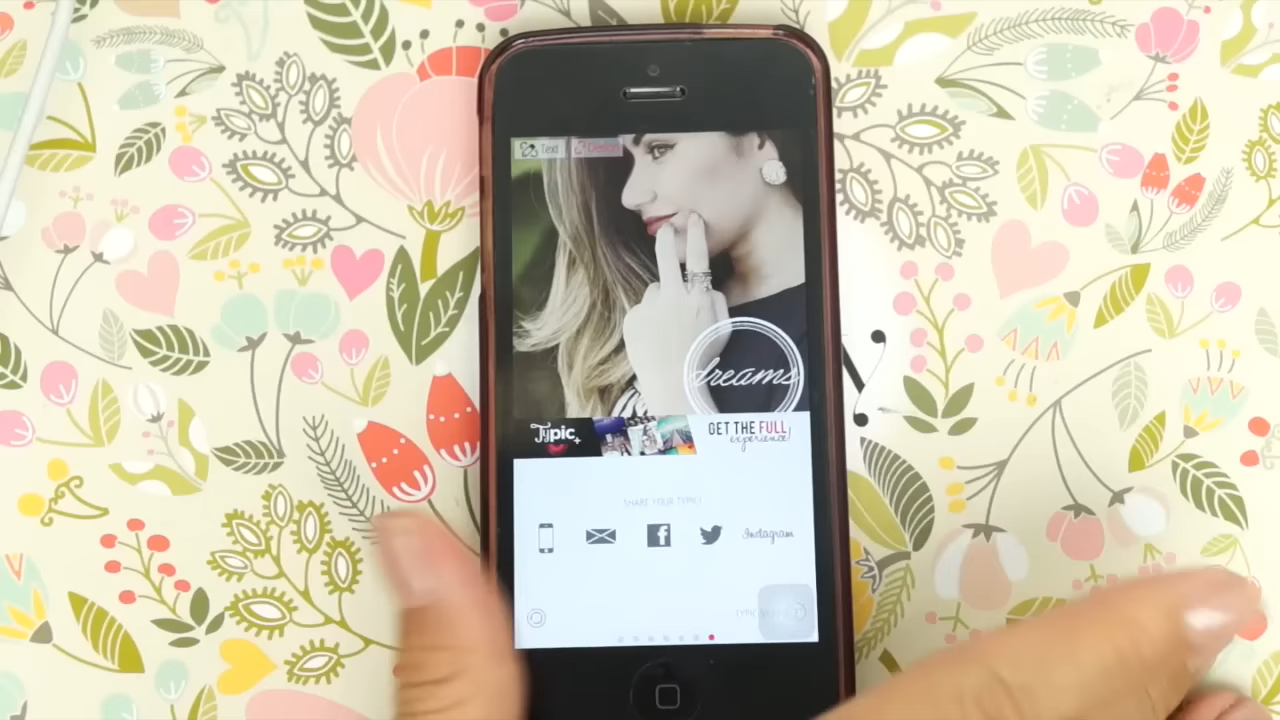 Text Design
dreams
Typic+
GET THE FULL
experience!
SHARE YOUR TYPIC!
Instagram